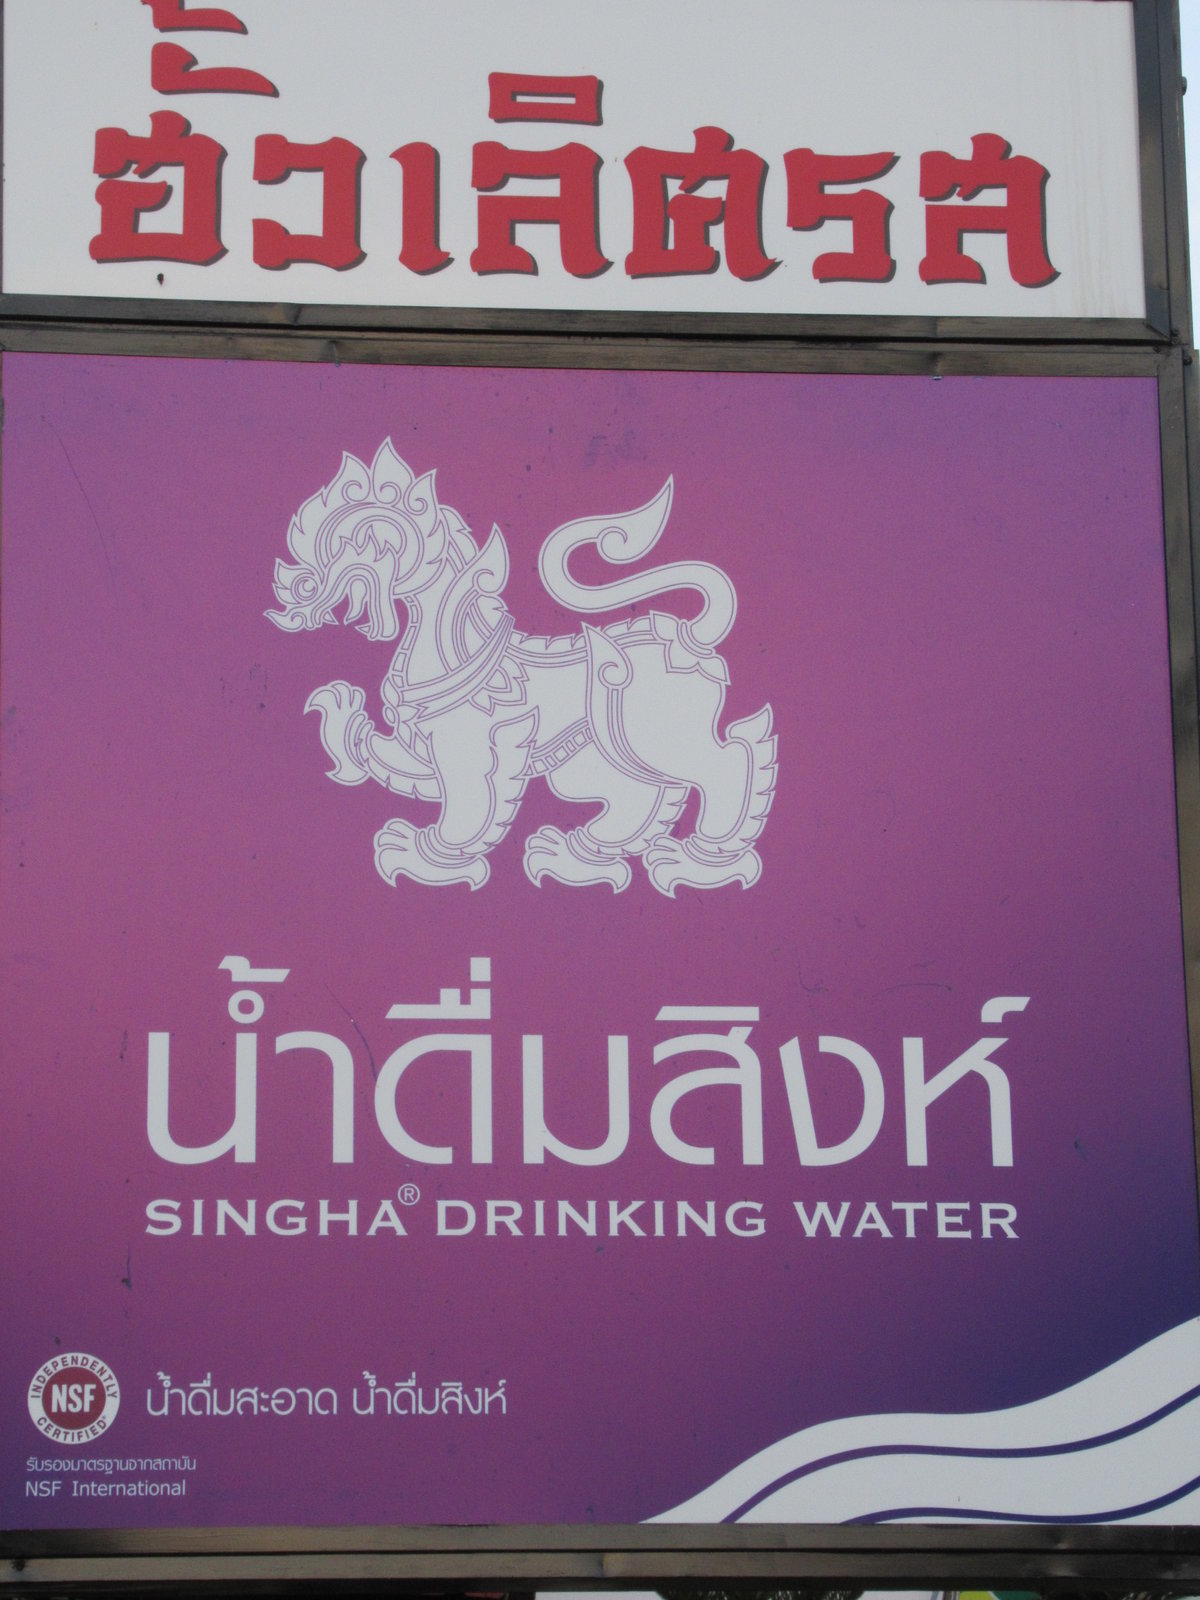 ฮั้วเลิศรส
น้ำดื่มสิงห์
SINGHA® DRINKING WATER
INDEPENDENTLY
NSF
CERTIFIED
น้ำดื่มสะอาด น้ำดื่มสิงห์
รับรองมาตรฐานจากสถาบัน
NSF International